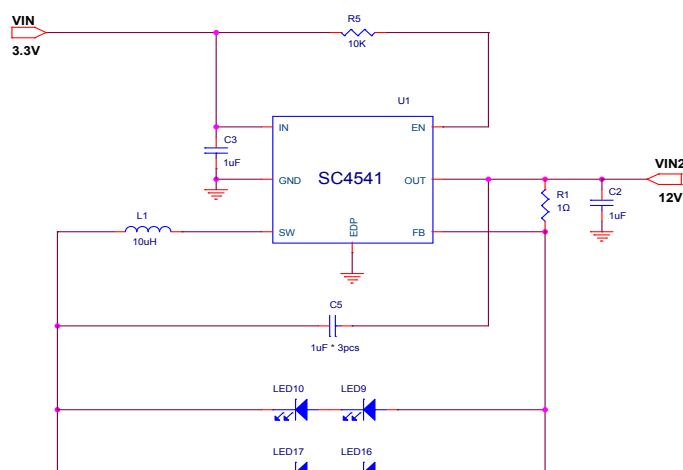 VIN
3.3V
R5
10K
U1
IN
EN
C3
1uF
GND
SC4541
OUT
VIN2
12V
R1
1Ω
C2
1uF
L1
10uH
SW
EDP
FB
C5
1uF * 3pcs
LED10
LED9
LED17
LED16